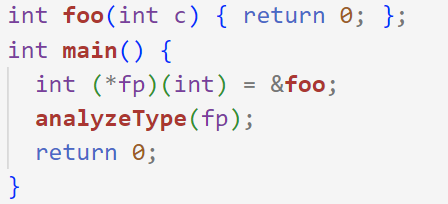 int foo(int c) { return 0; };
int main() {
  int (*fp)(int) = &foo;
  analyzeType(fp);
  return 0;
}